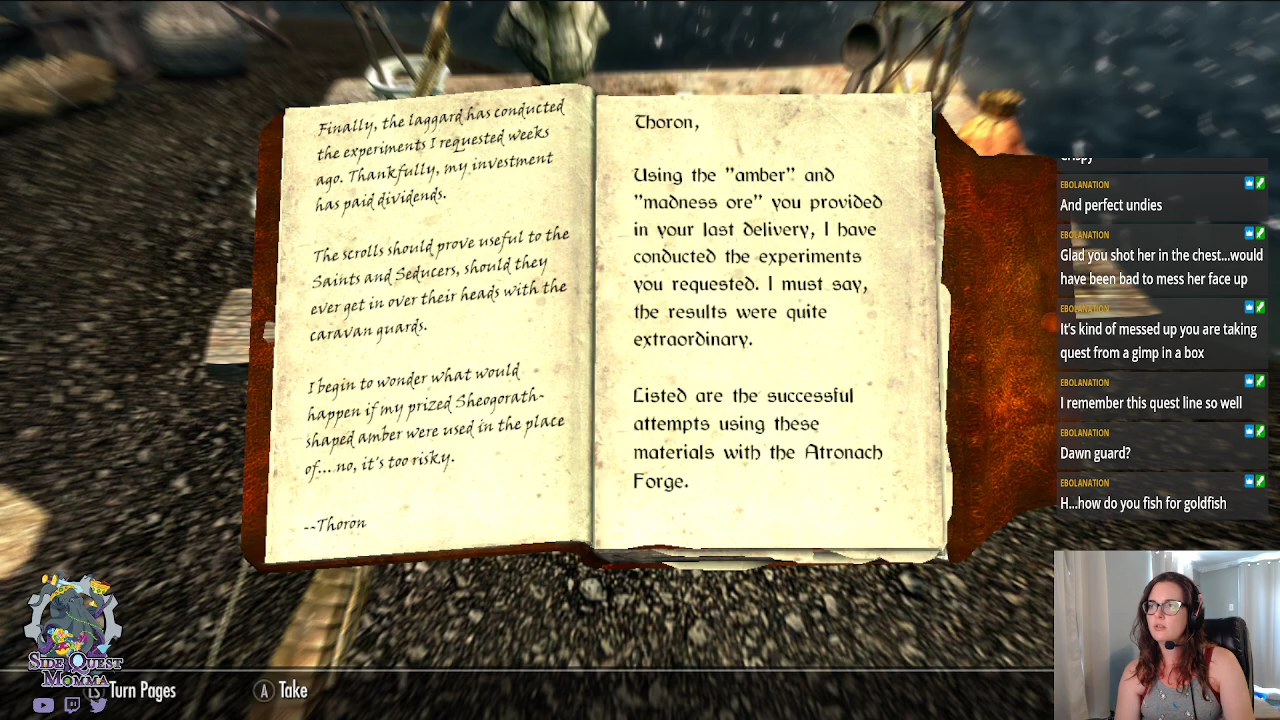 Finally, the laggard has conducted
the experiments I requested weeks
ago. Thankfully, my investment
has paid dividends.
The scrolls should prove useful to the
Saints and Seducers, should they
ever get in over their heads with the
caravan guards.
I begin to wonder what would
happen if my prized Sheogorath-
shaped amber were used in the place
of... no, it's too risky.
--Thoron
Thoron,
Using the "amber" and
"madness ore" you provided
in your last delivery, I have
conducted the experiments
you requested. I must say,
the results were quite
extraordinary.
Listed are the successful
attempts using these
materials with the Atronach
Forge.
Crispy
EBOLANATION
And perfect undies
EBOLANATION
Glad you shot her in the chest...would
have been bad to mess her face up
EBOLANATION
It's kind of messed up you are taking
quest from a gimp in a box
EBOLANATION
I remember this quest line so well
EBOLANATION
Dawn guard?
EBOLANATION
H...how do you fish for goldfish
SIDE QUEST
MOMMA
LS Turn Pages
A Take